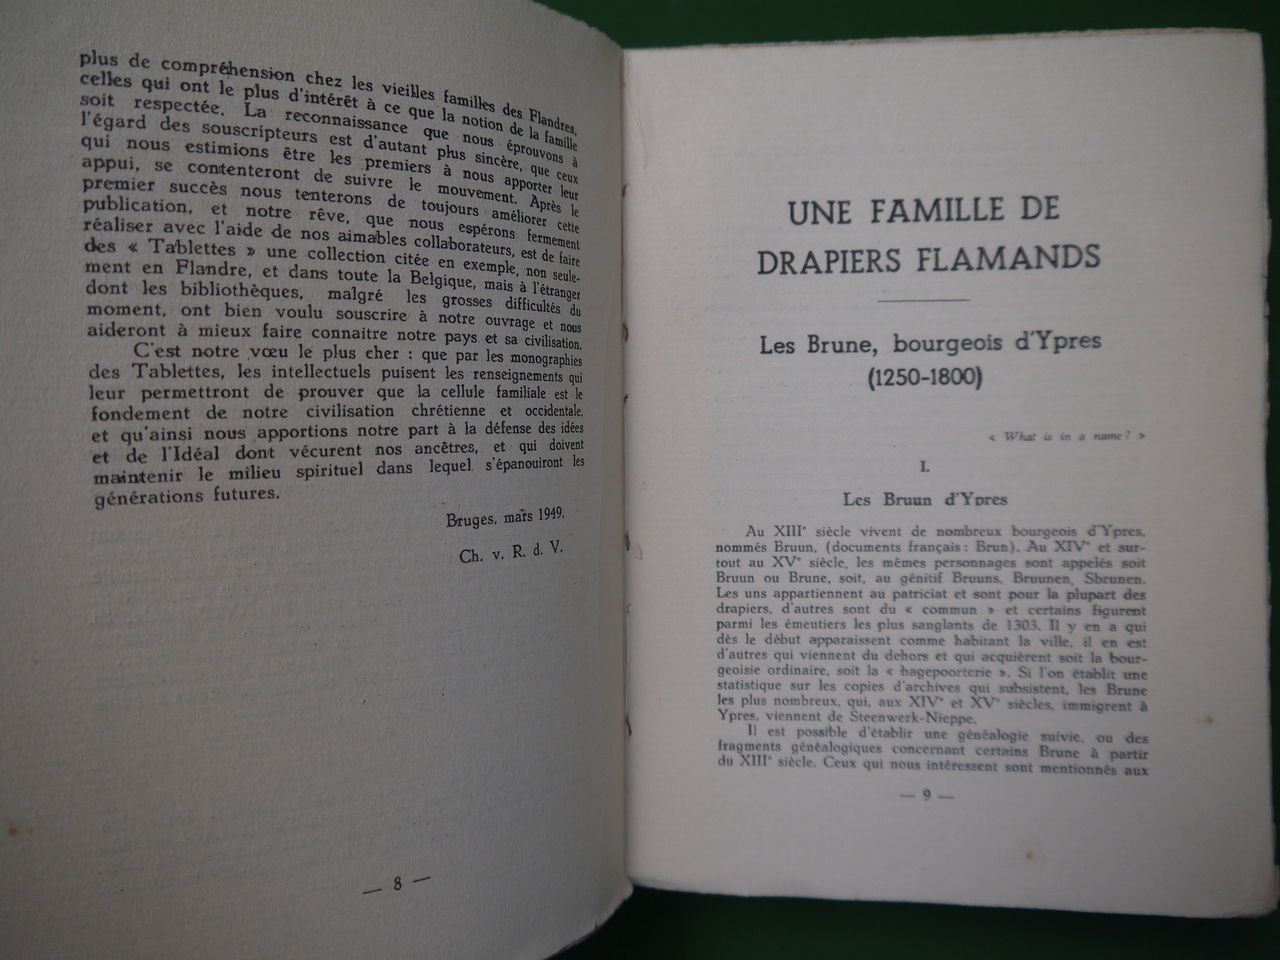 plus de compréhension chez les vieilles familles des Flandres,
celles qui ont le plus d'intérêt à ce que la notion de la famille
soit respectée. La reconnaissance que nous éprouvons à
l'égard des souscripteurs est d'autant plus sincère, que ceux
qui nous estimions être les premiers à nous apporter leur
appui, se contenteront de suivre le mouvement. Après le
premier succès nous tenterons de toujours améliorer cette
publication, et notre rêve, que nous espérons fermement
réaliser avec l'aide de nos aimables collaborateurs, est de faire
des « Tablettes » une collection citée en exemple, non seule-
ment en Flandre, et dans toute la Belgique, mais à l'étranger
dont les bibliothèques, malgré les grosses difficultés du
moment, ont bien voulu souscrire à notre ouvrage et nous
aideront à mieux faire connaitre notre pays et sa civilisation.
C'est notre vœu le plus cher : que par les monographies
des Tablettes, les intellectuels puisent les renseignements qui
leur permettront de prouver que la cellule familiale est le
fondement de notre civilisation chrétienne et occidentale,
et qu'ainsi nous apportions notre part à la défense des idées
et de l'Idéal dont vécurent nos ancêtres, et qui doivent
maintenir le milieu spirituel dans lequel s'épanouiront les
générations futures.
Bruges, mars 1949.
Ch. v. R. d. V.
— 8 —
UNE FAMILLE DE
DRAPIERS FLAMANDS
Les Brune, bourgeois d'Ypres
(1250-1800)
« What is in a name? »
I.
Les Bruun d'Ypres
Au XIIIe siècle vivent de nombreux bourgeois d'Ypres,
nommés Bruun, (documents français : Brun). Au XIVe et sur-
tout au XVe siècle, les mêmes personnages sont appelés soit
Bruun ou Brune, soit, au génitif Bruuns, Bruunen, Sbrunen.
Les uns appartiennent au patriciat et sont pour la plupart des
drapiers, d'autres sont du « commun » et certains figurent
parmi les émeutiers les plus sanglants de 1303. Il y en a qui
dès le début apparaissent comme habitant la ville, il en est
d'autres qui viennent du dehors et qui acquièrent soit la bour-
geoisie ordinaire, soit la « hagepoorterie ». Si l'on établit une
statistique sur les copies d'archives qui subsistent, les Brune
les plus nombreux, qui, aux XIVe et XVe siècles, immigrent à
Ypres, viennent de Steenwerk-Nieppe.
Il est possible d'établir une généalogie suivie, ou des
fragments généalogiques concernant certains Brune à partir
du XIIIe siècle. Ceux qui nous intéressent sont mentionnés aux
— 9 —